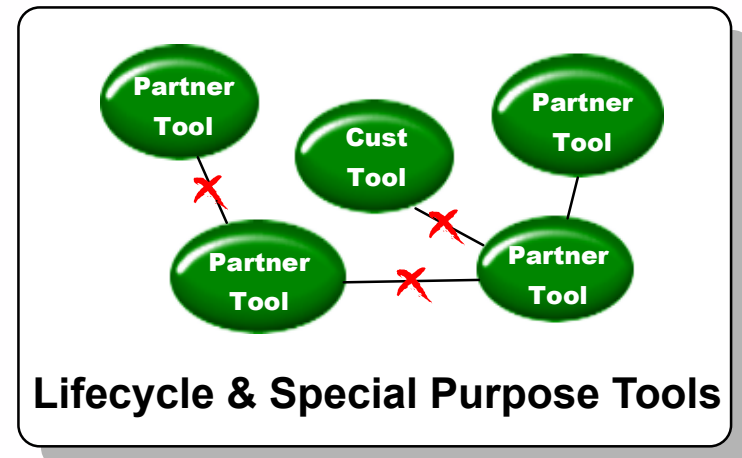 Partner
Tool
Cust
Tool
Partner
Tool
Partner
Tool
Partner
Tool
Lifecycle & Special Purpose Tools